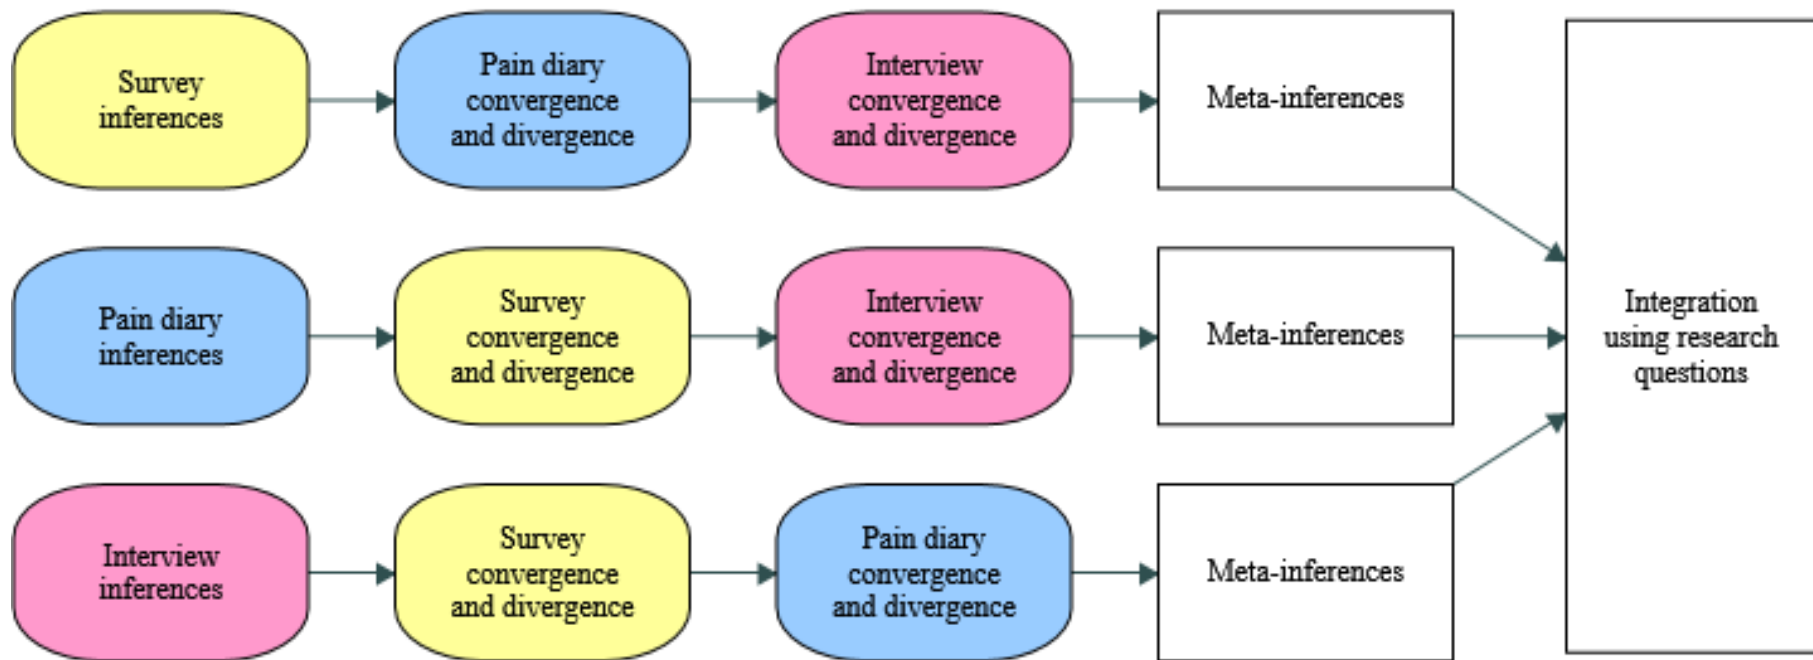 Survey
inferences
Pain diary
convergence
and divergence
Interview
convergence
and divergence
Meta-inferences
Pain diary
inferences
Survey
convergence
and divergence
Interview
convergence
and divergence
Meta-inferences
Integration
using research
questions
Interview
inferences
Survey
convergence
and divergence
Pain diary
convergence
and divergence
Meta-inferences